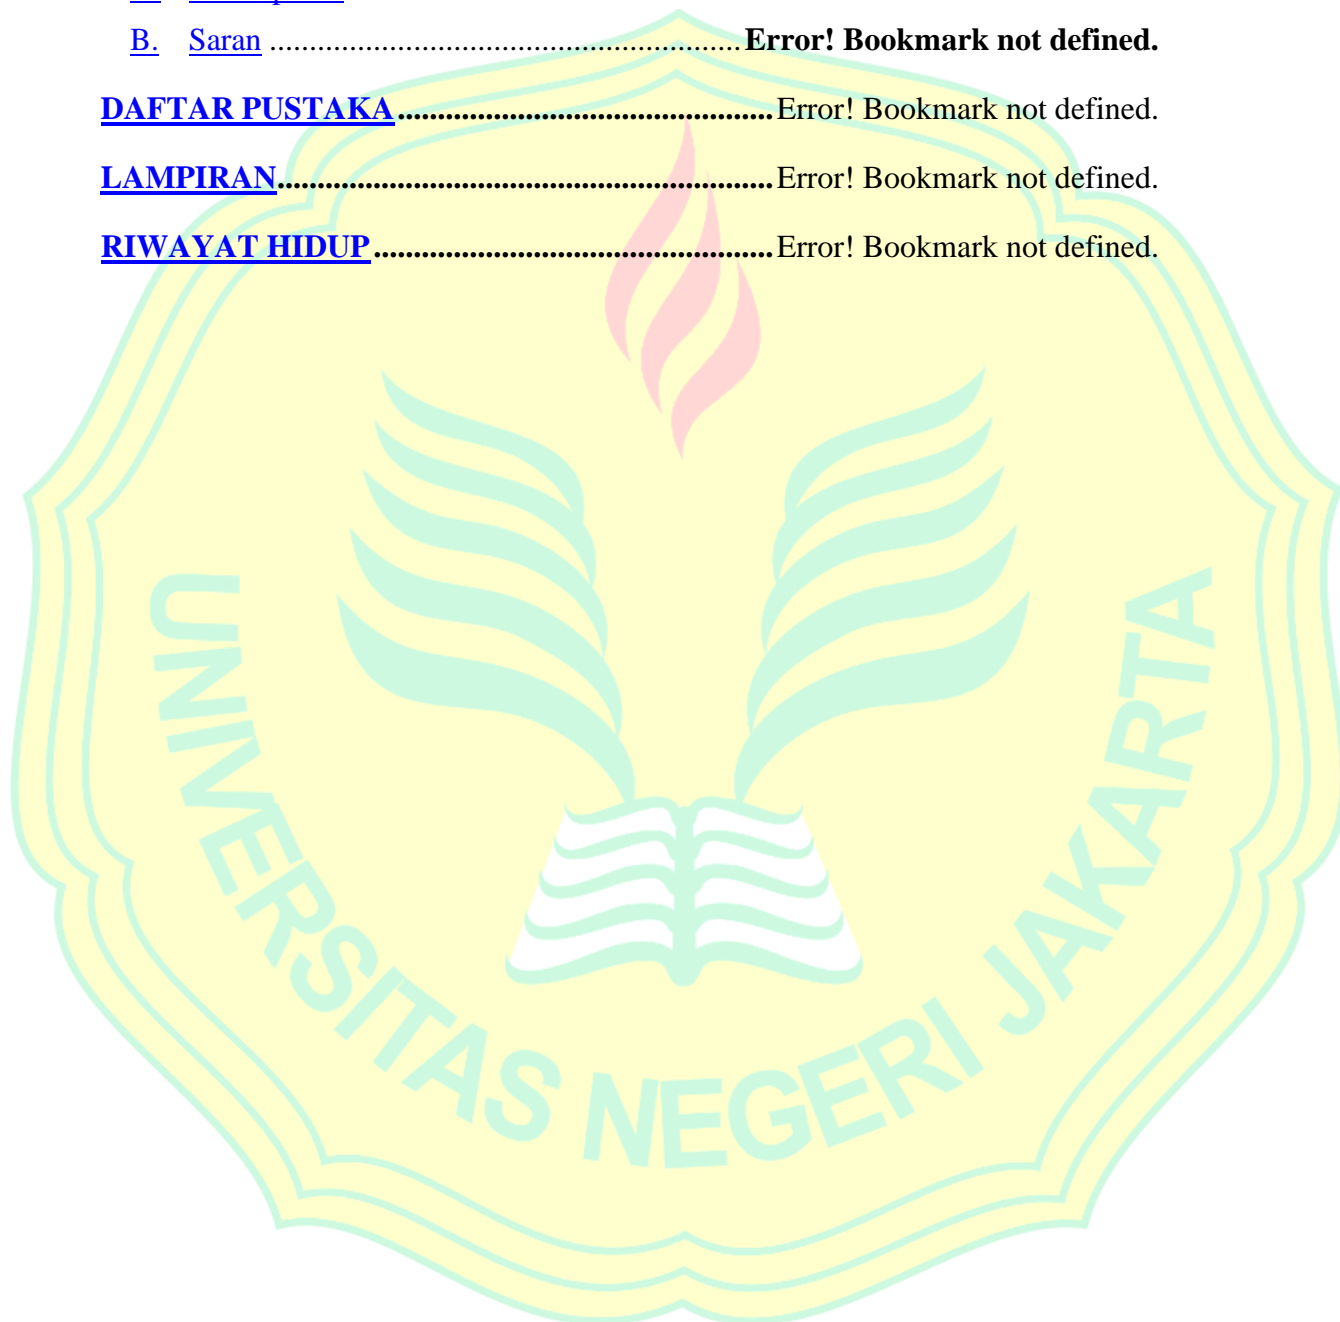 B. Saran ........................................................... Error! Bookmark not defined.
DAFTAR PUSTAKA ............................................... Error! Bookmark not defined.
LAMPIRAN .............................................................. Error! Bookmark not defined.
RIWAYAT HIDUP .................................................. Error! Bookmark not defined.
UNIVERSITAS NEGERI JAKARTA